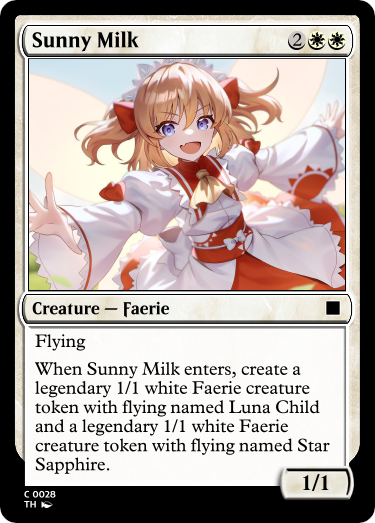 Sunny Milk 2
Creature — Faerie
Flying
When Sunny Milk enters, create a
legendary 1/1 white Faerie creature
token with flying named Luna Child
and a legendary 1/1 white Faerie
creature token with flying named Star
Sapphire.
1/1
C 0028
TH